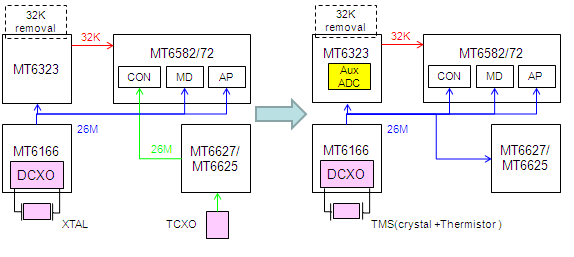 32K
removal
32K
MT6323
MT6582/72
CON
MD
AP
26M
26M
MT6166
DCXO
MT6627/
MT6625
XTAL
TCXO
32K
removal
32K
MT6323
Aux
ADC
MT6582/72
CON
MD
AP
26M
MT6166
DCXO
MT6627/
MT6625
TMS(crystal +Thermistor )